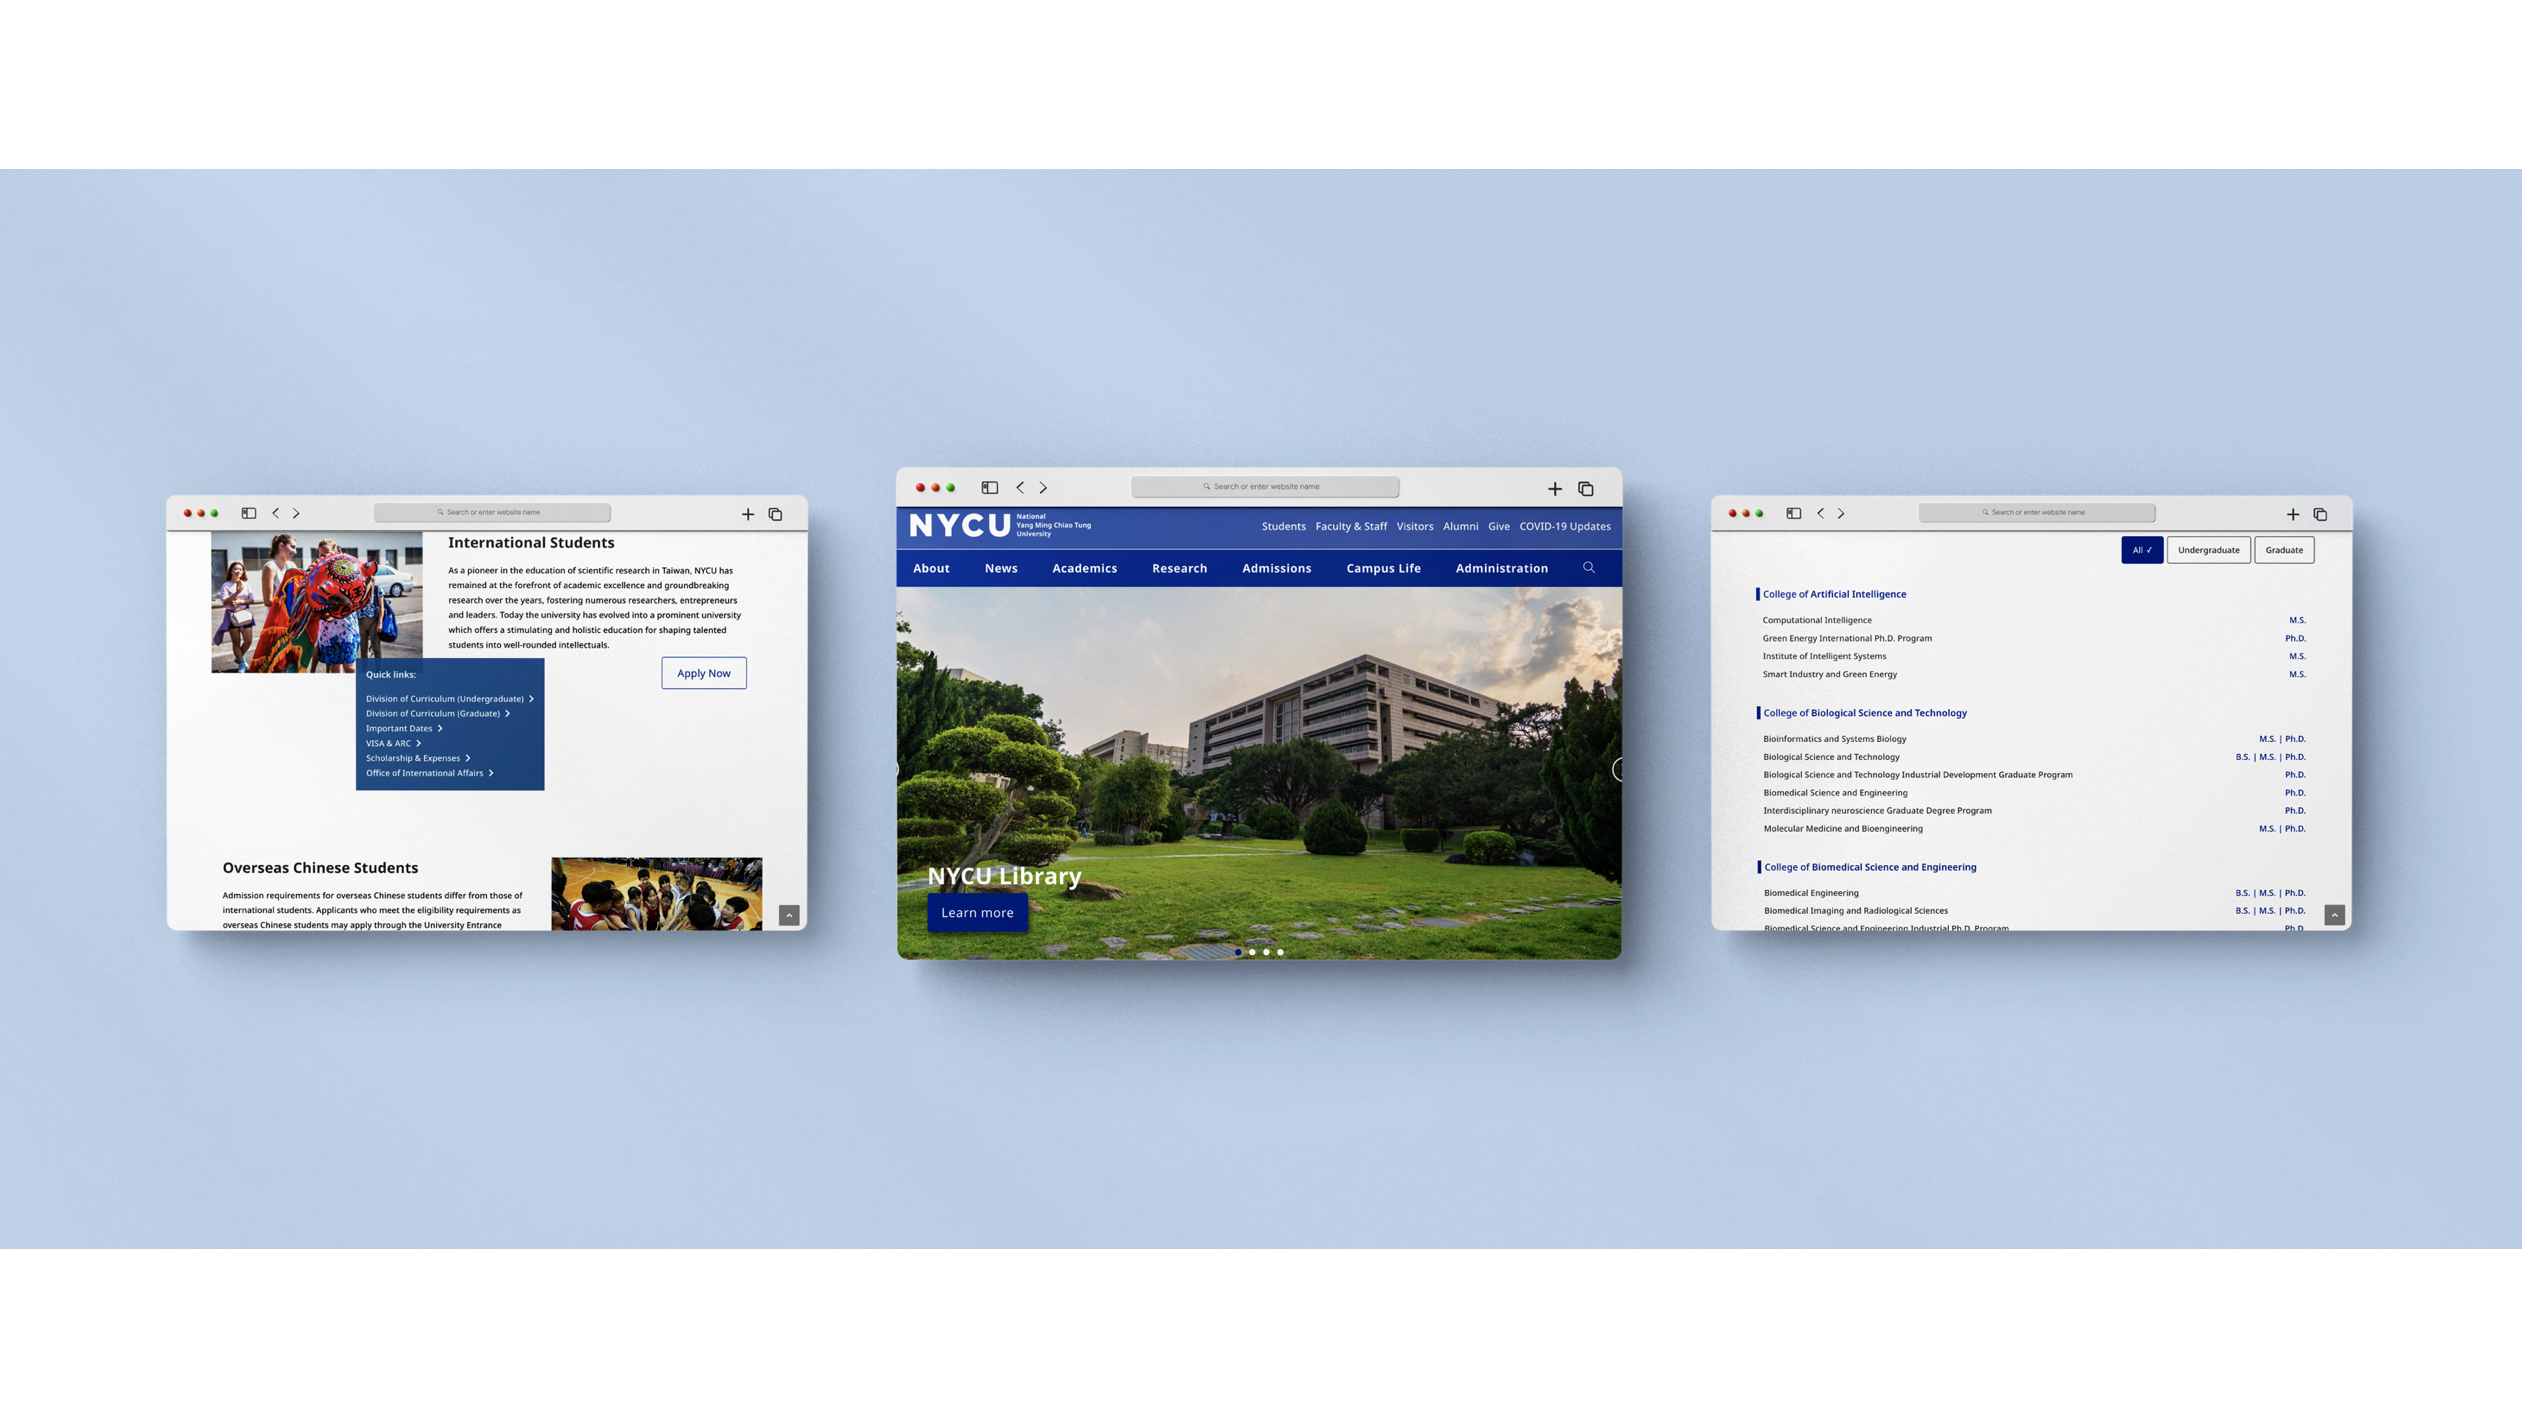 Search or enter website name
International Students
As a pioneer in the education of scientific research in Taiwan, NYCU has
remained at the forefront of academic excellence and groundbreaking
research over the years, fostering numerous researchers, entrepreneurs
and leaders. Today the university has evolved into a prominent university
which offers a stimulating and holistic education for shaping talented
students into well-rounded intellectuals.
Apply Now
Quick links:
Division of Curriculum (Undergraduate)
Division of Curriculum (Graduate)
Important Dates
VISA & ARC
Scholarship & Expenses
Office of International Affairs
Overseas Chinese Students
Admission requirements for overseas Chinese students differ from those of
international students. Applicants who meet the eligibility requirements as
overseas Chinese students may apply through the University Entrance
Search or enter website name
NYCU
National
Yang Ming Chiao Tung
University
Students Faculty & Staff Visitors Alumni Give COVID-19 Updates
About News Academics Research Admissions Campus Life Administration
NYCU Library
Learn more
Search or enter website name
All ✓ Undergraduate Graduate
College of Artificial Intelligence
Computational Intelligence M.S.
Green Energy International Ph.D. Program Ph.D.
Institute of Intelligent Systems M.S.
Smart Industry and Green Energy M.S.
College of Biological Science and Technology
Bioinformatics and Systems Biology M.S. | Ph.D.
Biological Science and Technology B.S. | M.S. | Ph.D.
Biological Science and Technology Industrial Development Graduate Program Ph.D.
Biomedical Science and Engineering Ph.D.
Interdisciplinary neuroscience Graduate Degree Program Ph.D.
Molecular Medicine and Bioengineering M.S. | Ph.D.
College of Biomedical Science and Engineering
Biomedical Engineering B.S. | M.S. | Ph.D.
Biomedical Imaging and Radiological Sciences B.S. | M.S. | Ph.D.
Biomedical Science and Engineering Industrial Ph.D. Program Ph.D.